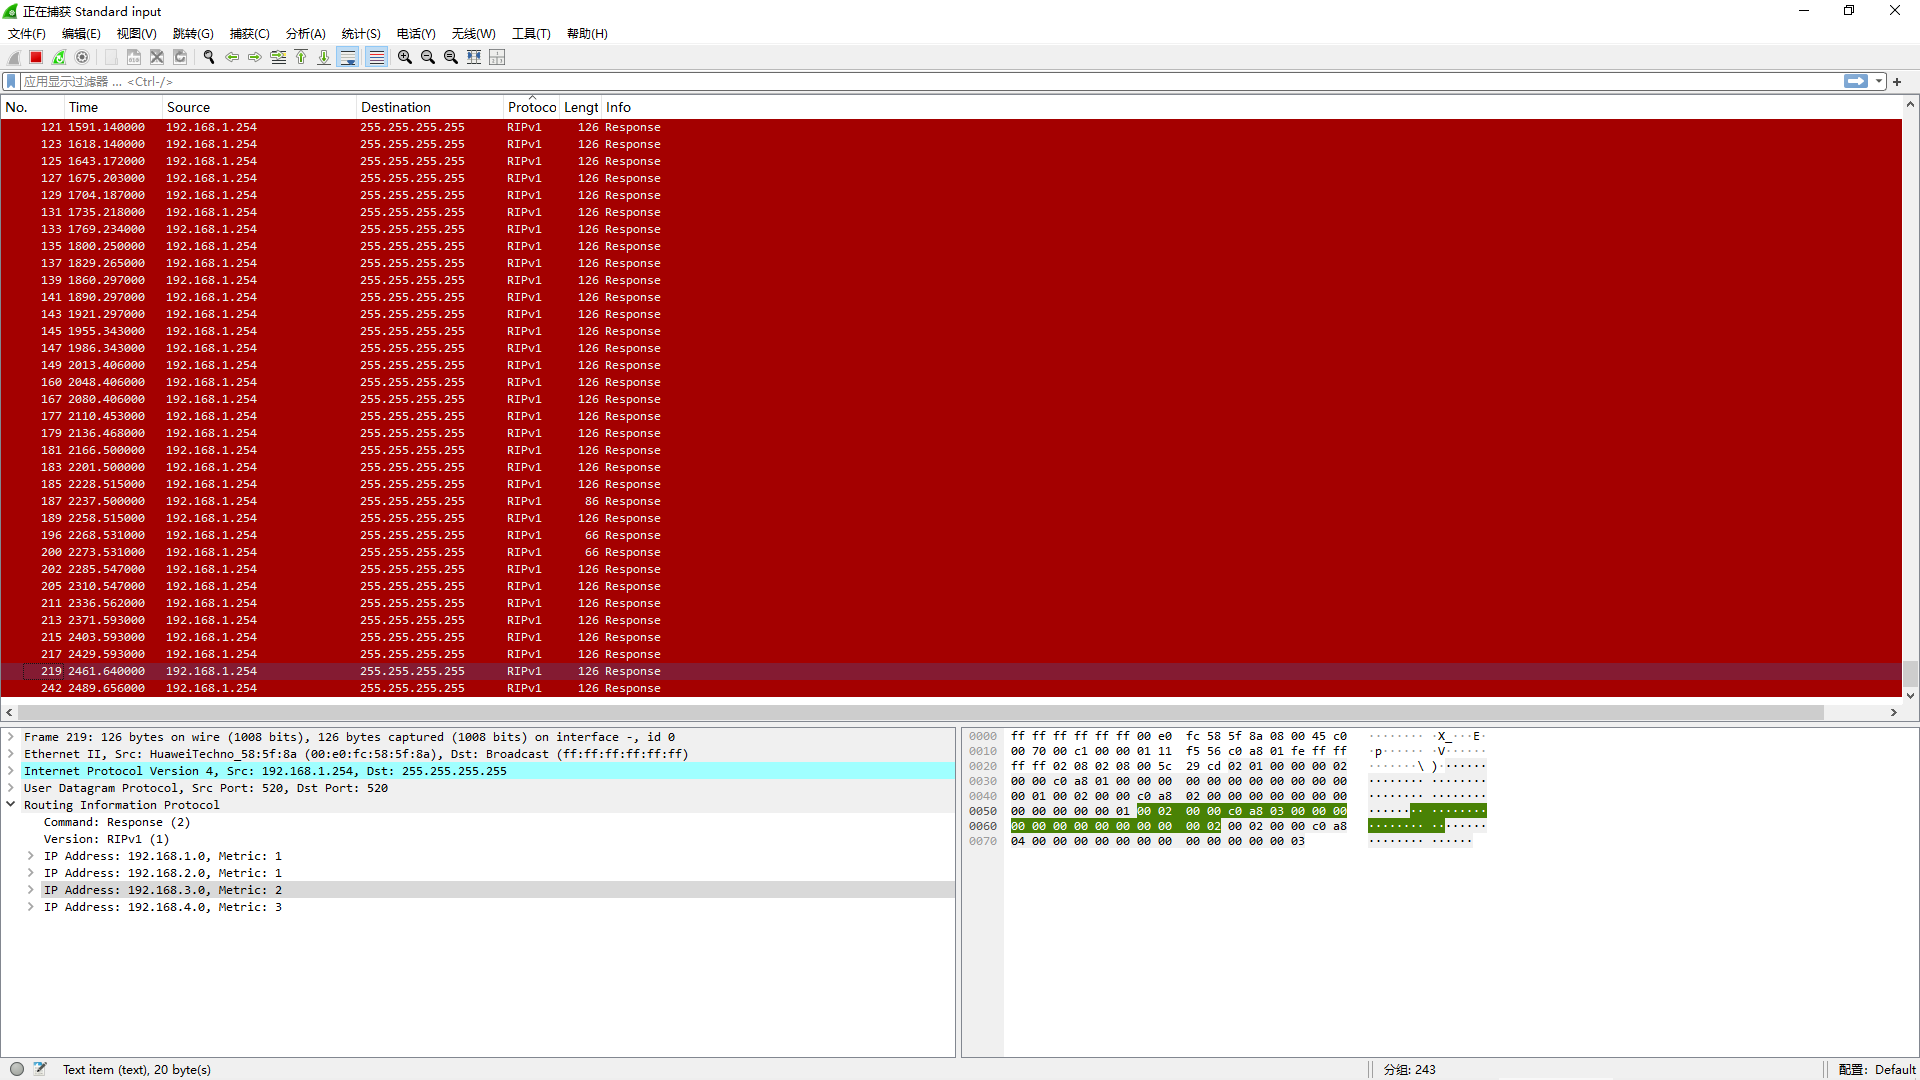 正在捕获 Standard input
文件(F) 编辑(E) 视图(V) 跳转(G) 捕获(C) 分析(A) 统计(S) 电话(Y) 无线(W) 工具(T) 帮助(H)
应用显示过滤器 … <Ctrl-/>
No. Time Source Destination Protoco Lengt Info
121 1591.140000 192.168.1.254 255.255.255.255 RIPv1 126 Response
123 1618.140000 192.168.1.254 255.255.255.255 RIPv1 126 Response
125 1643.172000 192.168.1.254 255.255.255.255 RIPv1 126 Response
127 1675.203000 192.168.1.254 255.255.255.255 RIPv1 126 Response
129 1704.187000 192.168.1.254 255.255.255.255 RIPv1 126 Response
131 1735.218000 192.168.1.254 255.255.255.255 RIPv1 126 Response
133 1769.234000 192.168.1.254 255.255.255.255 RIPv1 126 Response
135 1800.250000 192.168.1.254 255.255.255.255 RIPv1 126 Response
137 1829.265000 192.168.1.254 255.255.255.255 RIPv1 126 Response
139 1860.297000 192.168.1.254 255.255.255.255 RIPv1 126 Response
141 1890.297000 192.168.1.254 255.255.255.255 RIPv1 126 Response
143 1921.297000 192.168.1.254 255.255.255.255 RIPv1 126 Response
145 1955.343000 192.168.1.254 255.255.255.255 RIPv1 126 Response
147 1986.343000 192.168.1.254 255.255.255.255 RIPv1 126 Response
149 2013.406000 192.168.1.254 255.255.255.255 RIPv1 126 Response
160 2048.406000 192.168.1.254 255.255.255.255 RIPv1 126 Response
167 2080.406000 192.168.1.254 255.255.255.255 RIPv1 126 Response
177 2110.453000 192.168.1.254 255.255.255.255 RIPv1 126 Response
179 2136.468000 192.168.1.254 255.255.255.255 RIPv1 126 Response
181 2166.500000 192.168.1.254 255.255.255.255 RIPv1 126 Response
183 2201.500000 192.168.1.254 255.255.255.255 RIPv1 126 Response
185 2228.515000 192.168.1.254 255.255.255.255 RIPv1 126 Response
187 2237.500000 192.168.1.254 255.255.255.255 RIPv1 86 Response
189 2258.515000 192.168.1.254 255.255.255.255 RIPv1 126 Response
196 2268.531000 192.168.1.254 255.255.255.255 RIPv1 66 Response
200 2273.531000 192.168.1.254 255.255.255.255 RIPv1 66 Response
202 2285.547000 192.168.1.254 255.255.255.255 RIPv1 126 Response
205 2310.547000 192.168.1.254 255.255.255.255 RIPv1 126 Response
211 2336.562000 192.168.1.254 255.255.255.255 RIPv1 126 Response
213 2371.593000 192.168.1.254 255.255.255.255 RIPv1 126 Response
215 2403.593000 192.168.1.254 255.255.255.255 RIPv1 126 Response
217 2429.593000 192.168.1.254 255.255.255.255 RIPv1 126 Response
219 2461.640000 192.168.1.254 255.255.255.255 RIPv1 126 Response
242 2489.656000 192.168.1.254 255.255.255.255 RIPv1 126 Response
Frame 219: 126 bytes on wire (1008 bits), 126 bytes captured (1008 bits) on interface -, id 0
Ethernet II, Src: HuaweiTechno_58:5f:8a (00:e0:fc:58:5f:8a), Dst: Broadcast (ff:ff:ff:ff:ff:ff)
Internet Protocol Version 4, Src: 192.168.1.254, Dst: 255.255.255.255
User Datagram Protocol, Src Port: 520, Dst Port: 520
Routing Information Protocol
Command: Response (2)
Version: RIPv1 (1)
IP Address: 192.168.1.0, Metric: 1
IP Address: 192.168.2.0, Metric: 1
IP Address: 192.168.3.0, Metric: 2
IP Address: 192.168.4.0, Metric: 3
0000 ff ff ff ff ff ff 00 e0 fc 58 5f 8a 08 00 45 c0 ········ ·X_···E·
0010 00 70 00 c1 00 00 01 11 f5 56 c0 a8 01 fe ff ff ·p······ ·V······
0020 ff ff 02 08 02 08 00 5c 29 cd 02 01 00 00 00 02 ·······\ )·······
0030 00 00 c0 a8 01 00 00 00 00 00 00 00 00 00 00 00 ········ ········
0040 00 01 00 02 00 00 c0 a8 02 00 00 00 00 00 00 00 ········ ········
0050 00 00 00 00 00 01 00 02 00 00 c0 a8 03 00 00 00 ········ ········
0060 00 00 00 00 00 00 00 00 00 02 00 02 00 00 c0 a8 ········ ········
0070 04 00 00 00 00 00 00 00 00 00 00 00 00 03 ········ ······
Text item (text), 20 byte(s) 分组: 243 配置: Default